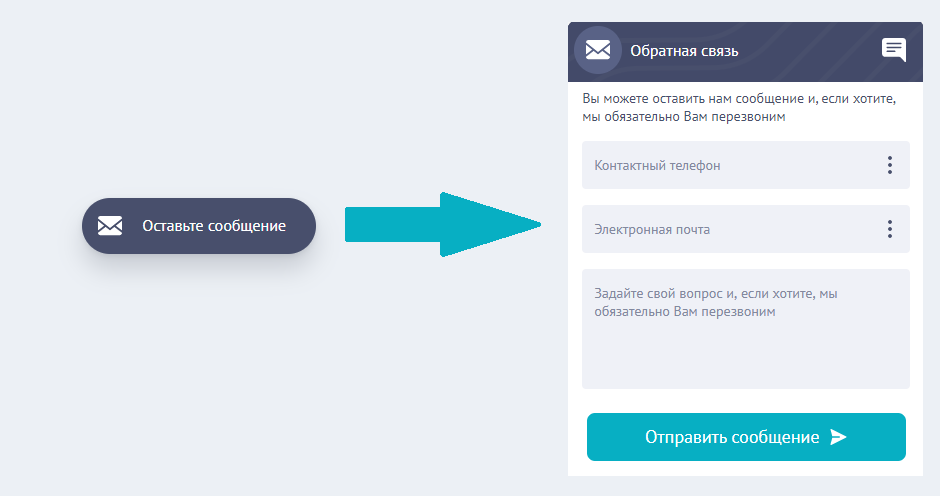 Оставьте сообщение
Обратная связь
Вы можете оставить нам сообщение и, если хотите,
мы обязательно Вам перезвоним
Контактный телефон
Электронная почта
Задайте свой вопрос и, если хотите, мы
обязательно Вам перезвоним
Отправить сообщение